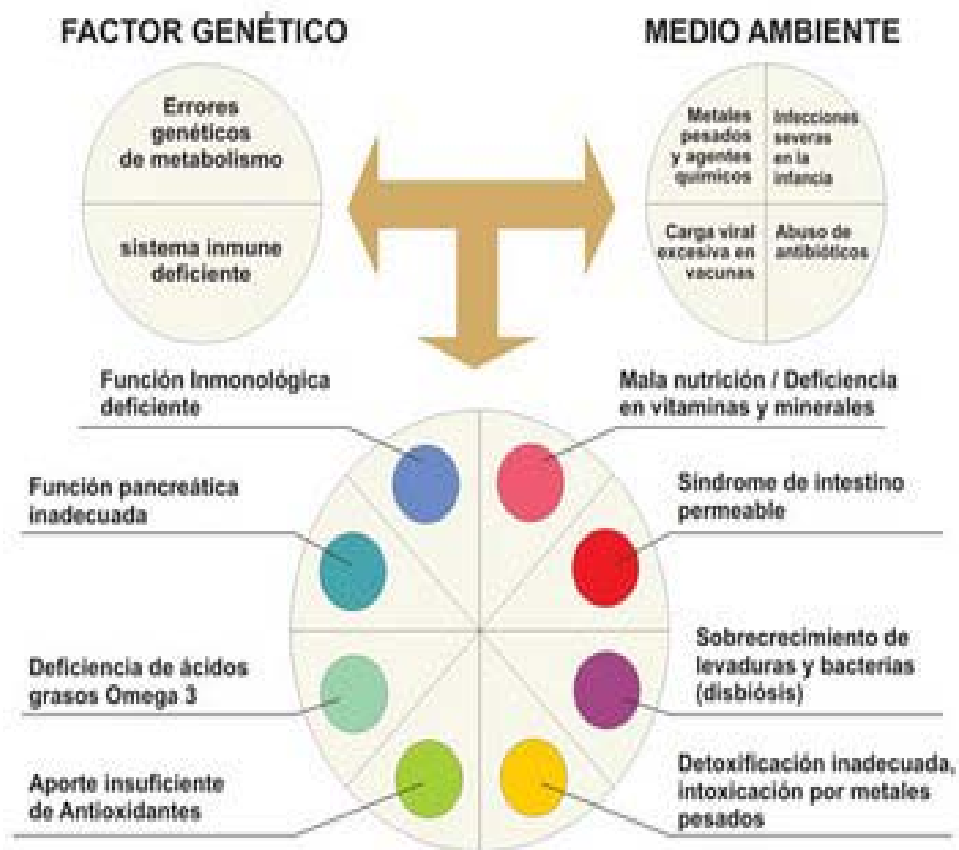 FACTOR GENÉTICO
MEDIO AMBIENTE
Errores
genéticos
de metabolismo
sistema inmune
deficiente
Metales
pesados
y agentes
químicos
Infecciones
severas
en la
infancia
Carga viral
excesiva en
vacunas
Abuso de
antibióticos
Función Inmonológica
deficiente
Mala nutrición / Deficiencia
en vitaminas y minerales
Función pancreática
inadecuada
Síndrome de intestino
permeable
Deficiencia de ácidos
grasos Omega 3
Sobrecrecimiento de
levaduras y bacterias
(disbiósis)
Aporte insuficiente
de Antioxidantes
Detoxificación inadecuada,
intoxicación por metales
pesados